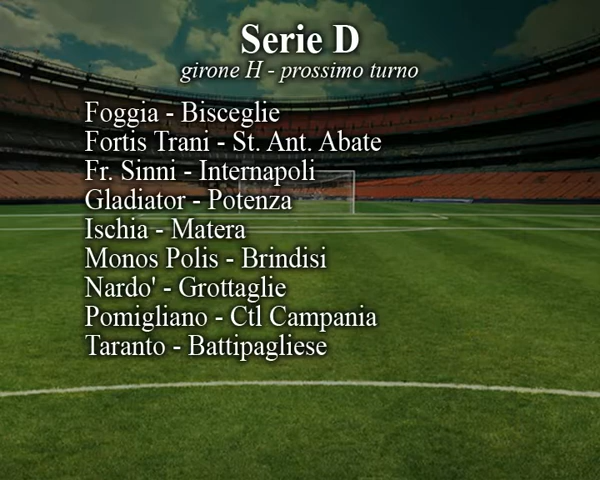 Serie D
girone H - prossimo turno
Foggia - Bisceglie
Fortis Trani - St. Ant. Abate
Fr. Sinni - Internapoli
Gladiator - Potenza
Ischia - Matera
Monos Polis - Brindisi
Nardo' - Grottaglie
Pomigliano - Ctl Campania
Taranto - Battipagliese